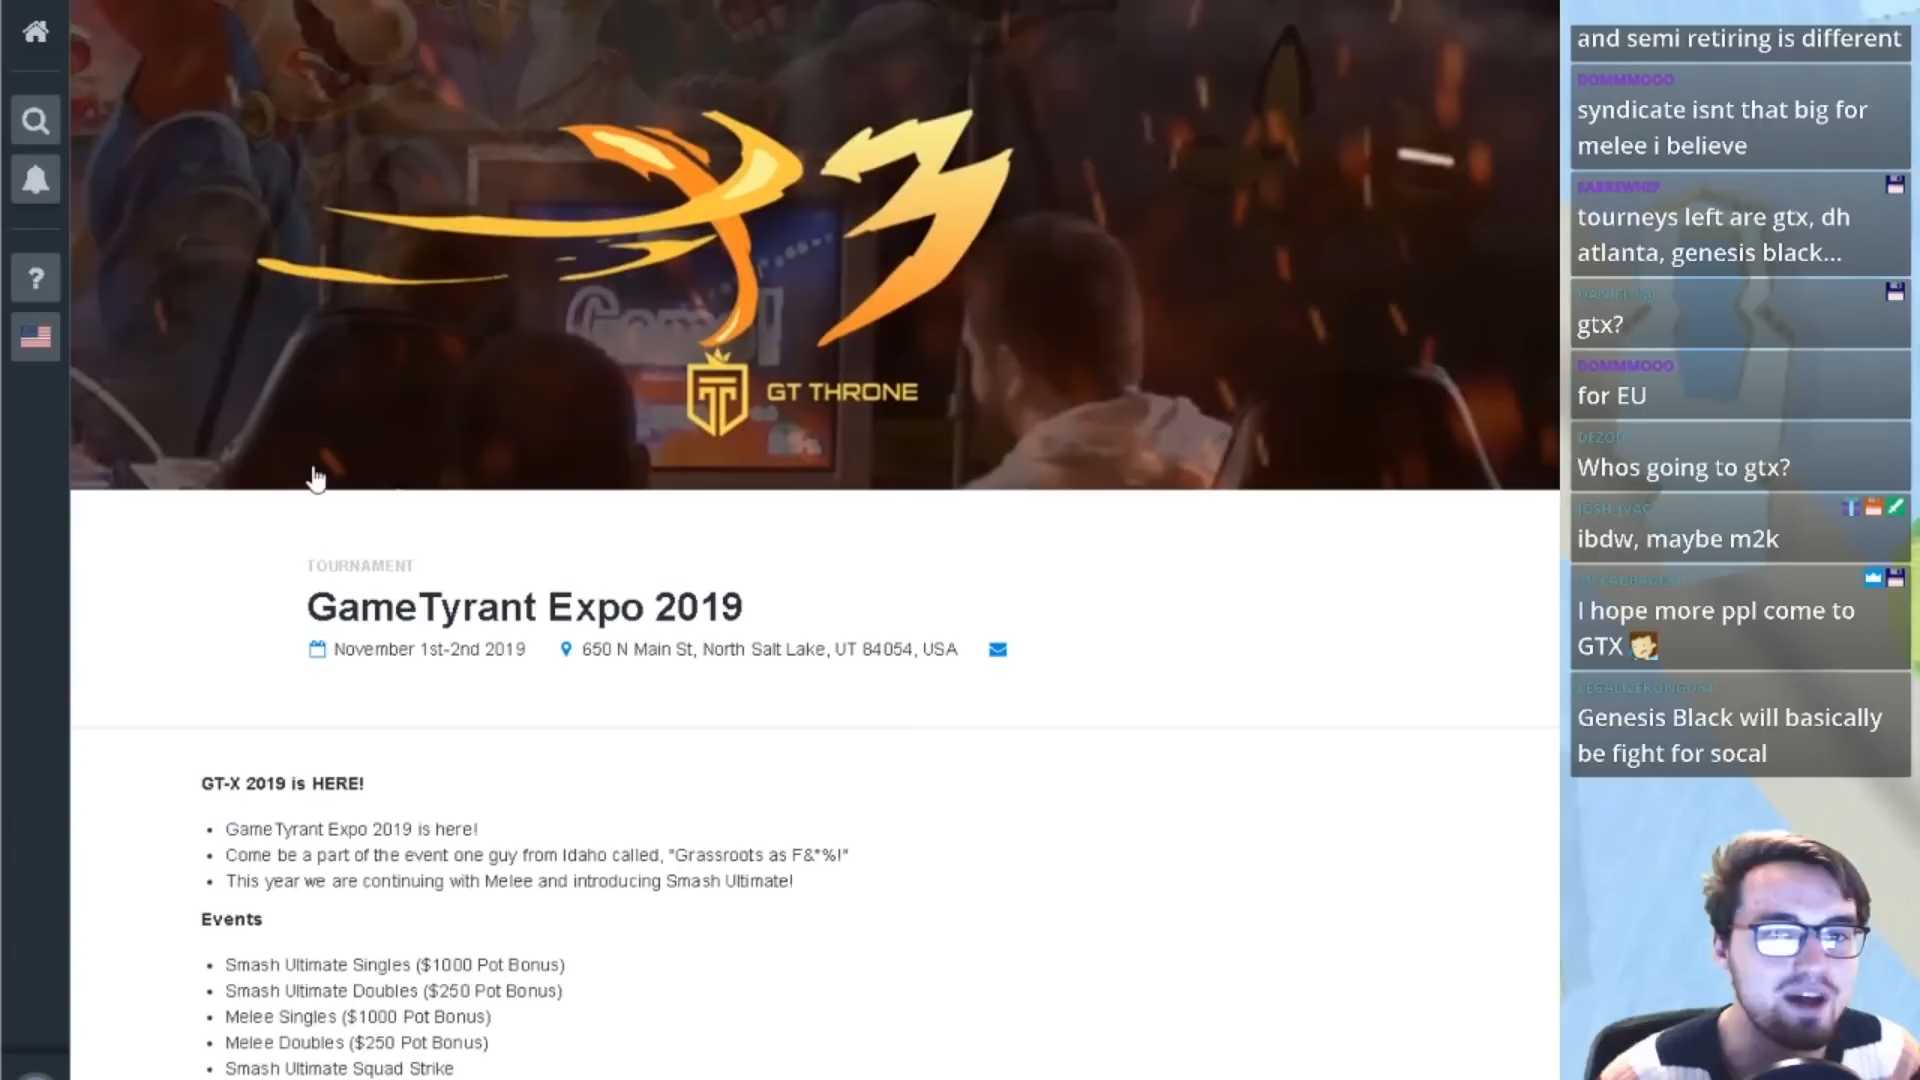 GT THRONE
TOURNAMENT
GameTyrant Expo 2019
November 1st-2nd 2019 650 N Main St, North Salt Lake, UT 84054, USA
GT-X 2019 is HERE!
GameTyrant Expo 2019 is here!
Come be a part of the event one guy from Idaho called, "Grassroots as F&*%!"
This year we are continuing with Melee and introducing Smash Ultimate!
Events
Smash Ultimate Singles ($1000 Pot Bonus)
Smash Ultimate Doubles ($250 Pot Bonus)
Melee Singles ($1000 Pot Bonus)
Melee Doubles ($250 Pot Bonus)
Smash Ultimate Squad Strike
and semi retiring is different
DOMMMOOO
syndicate isnt that big for
melee i believe
tourneys left are gtx, dh
atlanta, genesis black...
gtx?
DOMMMOOO
for EU
DEZOD
Whos going to gtx?
JOSH_JVAC
ibdw, maybe m2k
I hope more ppl come to
GTX
Genesis Black will basically
be fight for socal